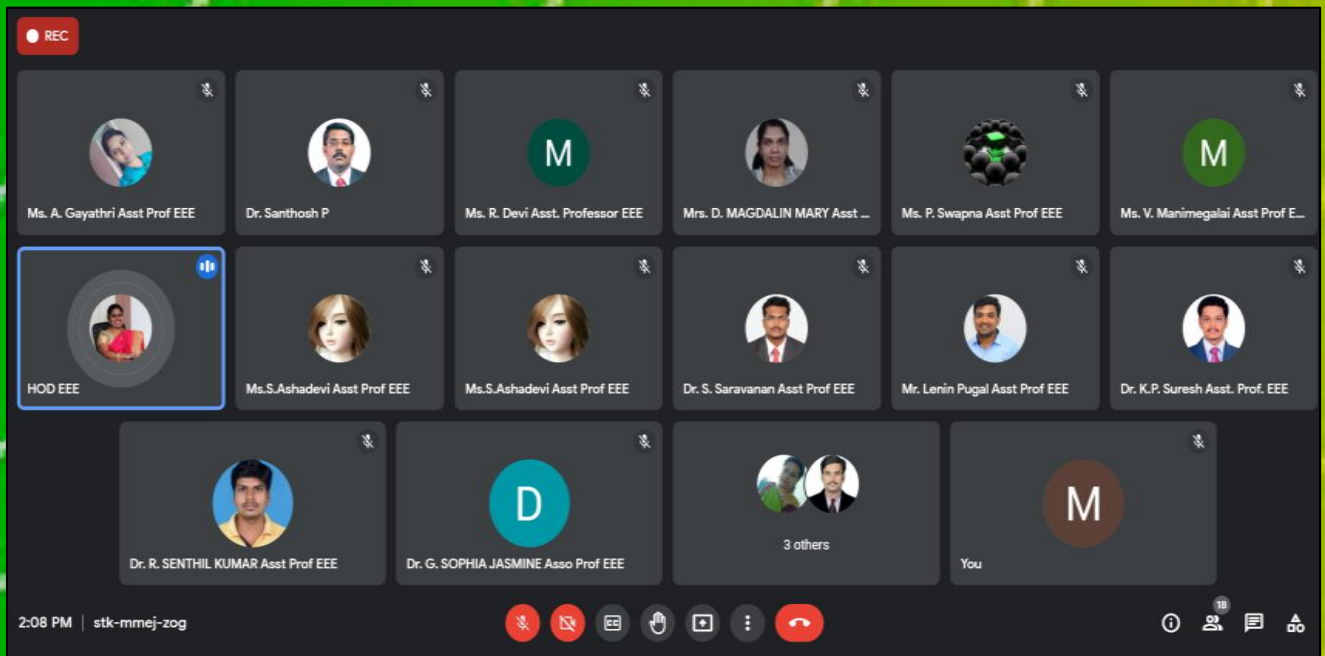 REC
Ms. A. Gayathri Asst Prof EEE
Dr. Santhosh P
M
Ms. R. Devi Asst. Professor EEE
Mrs. D. MAGDALIN MARY Asst ...
Ms. P. Swapna Asst Prof EEE
M
Ms. V. Manimegalai Asst Prof E...
HOD EEE
Ms.S.Ashadevi Asst Prof EEE
Ms.S.Ashadevi Asst Prof EEE
Dr. S. Saravanan Asst Prof EEE
Mr. Lenin Pugal Asst Prof EEE
Dr. K.P. Suresh Asst. Prof. EEE
Dr. R. SENTHIL KUMAR Asst Prof EEE
D
Dr. G. SOPHIA JASMINE Asso Prof EEE
3 others
M
You
2:08 PM | stk-mmej-zog
CC
18